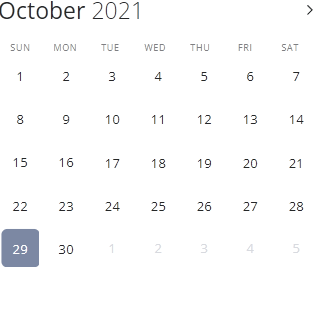 October 2021
SUN MON TUE WED THU FRI SAT
1 2 3 4 5 6 7
8 9 10 11 12 13 14
15 16 17 18 19 20 21
22 23 24 25 26 27 28
29 30 1 2 3 4 5